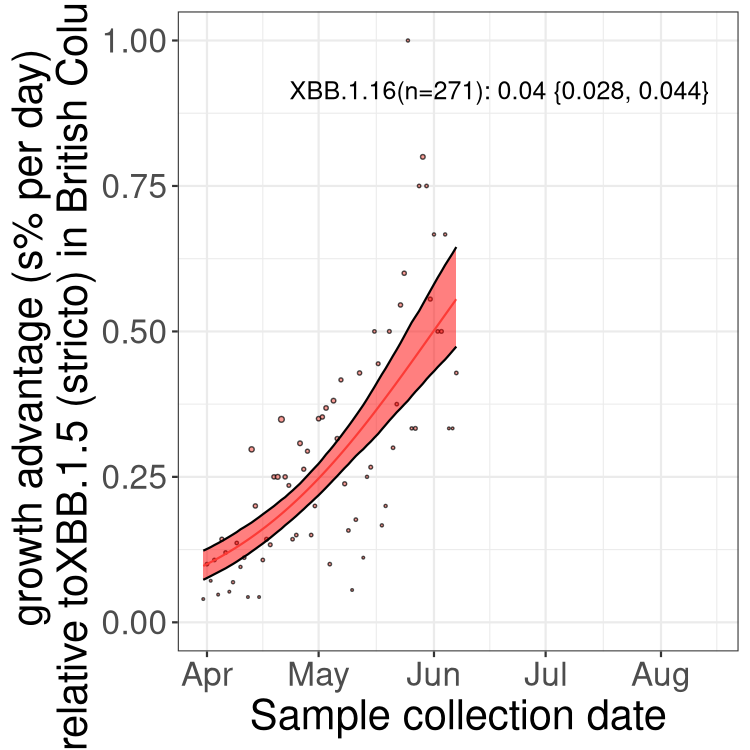 growth advantage (s% per day)
relative toXBB.1.5 (stricto) in British Colu
1.00
0.75
0.50
0.25
0.00
XBB.1.16(n=271): 0.04 {0.028, 0.044}
Apr May Jun Jul Aug
Sample collection date